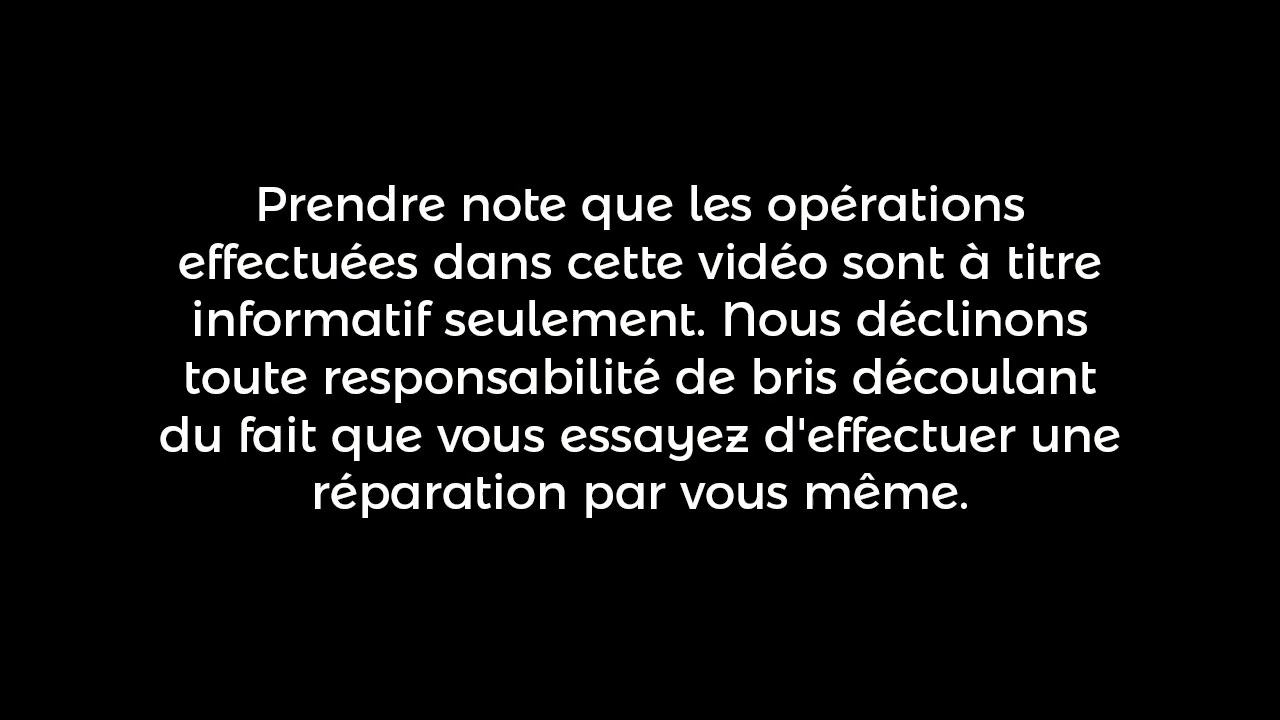 Prendre note que les opérations
effectuées dans cette vidéo sont à titre
informatif seulement. Nous déclinons
toute responsabilité de bris découlant
du fait que vous essayez d'effectuer une
réparation par vous même.